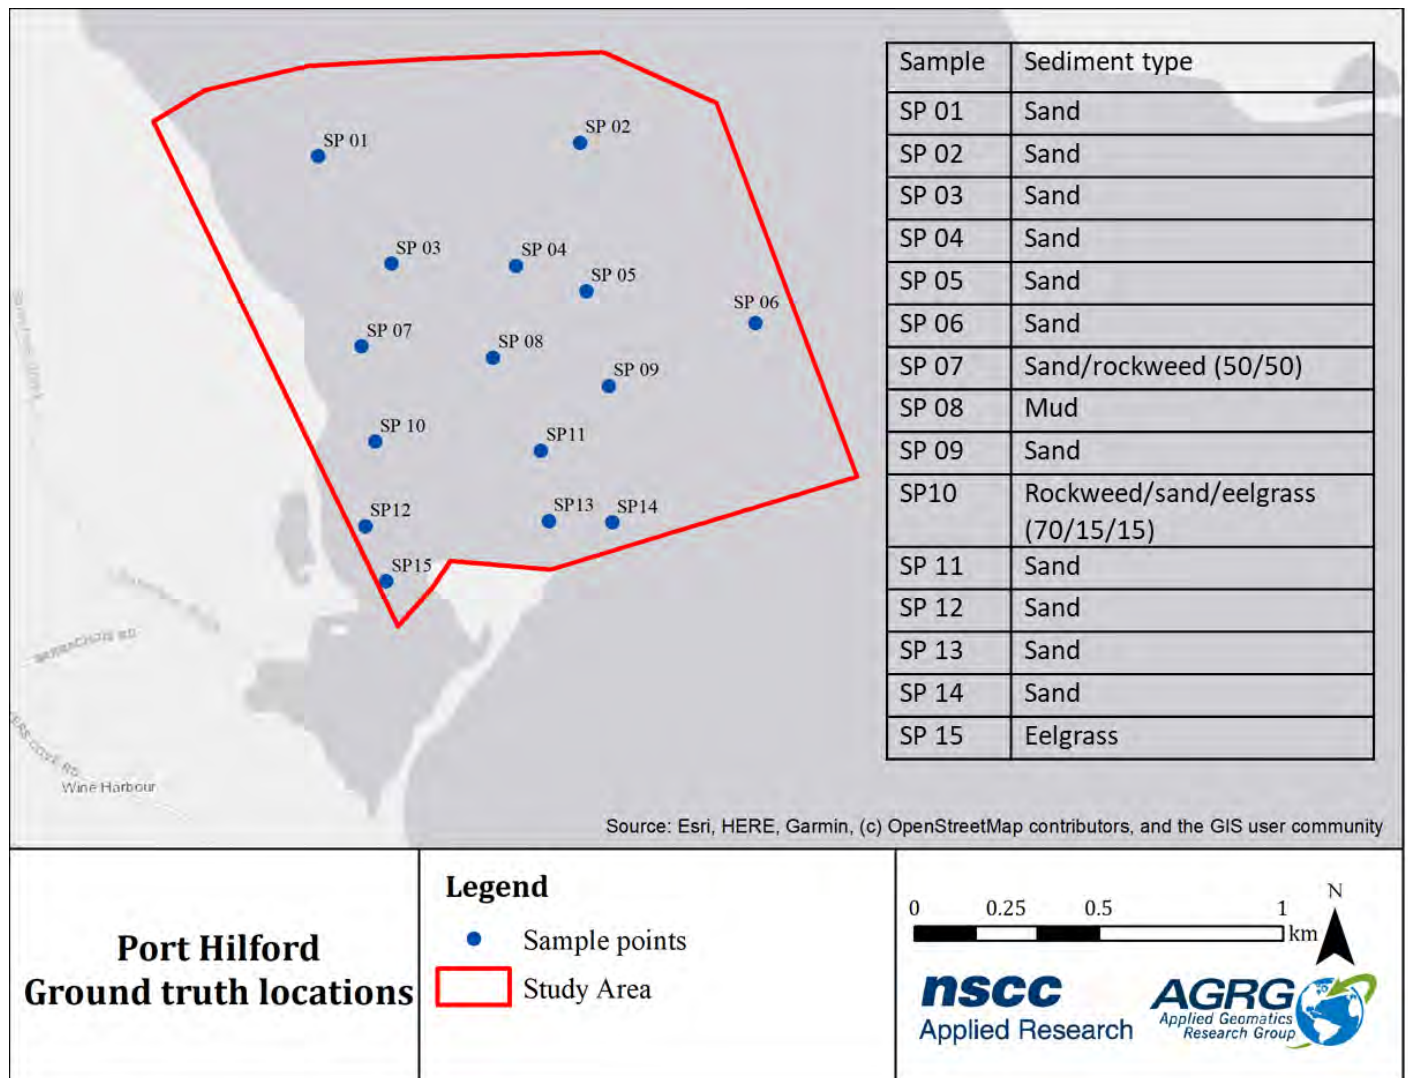 Sample Sediment type
SP 01 Sand
SP 02 Sand
SP 03 Sand
SP 04 Sand
SP 05 Sand
SP 06 Sand
SP 07 Sand/rockweed (50/50)
SP 08 Mud
SP 09 Sand
SP10 Rockweed/sand/eelgrass
(70/15/15)
SP 11 Sand
SP 12 Sand
SP 13 Sand
SP 14 Sand
SP 15 Eelgrass
SP 01
SP 02
SP 03
SP 04
SP 05
SP 06
SP 07
SP 08
SP 09
SP 10
SP11
SP12
SP13
SP14
SP15
Wine Harbour
Source: Esri, HERE, Garmin, (c) OpenStreetMap contributors, and the GIS user community
Port Hilford
Ground truth locations
Legend
Sample points
Study Area
0 0.25 0.5 1
km
N
nscc
Applied Research
AGRG
Applied Geomatics
Research Group